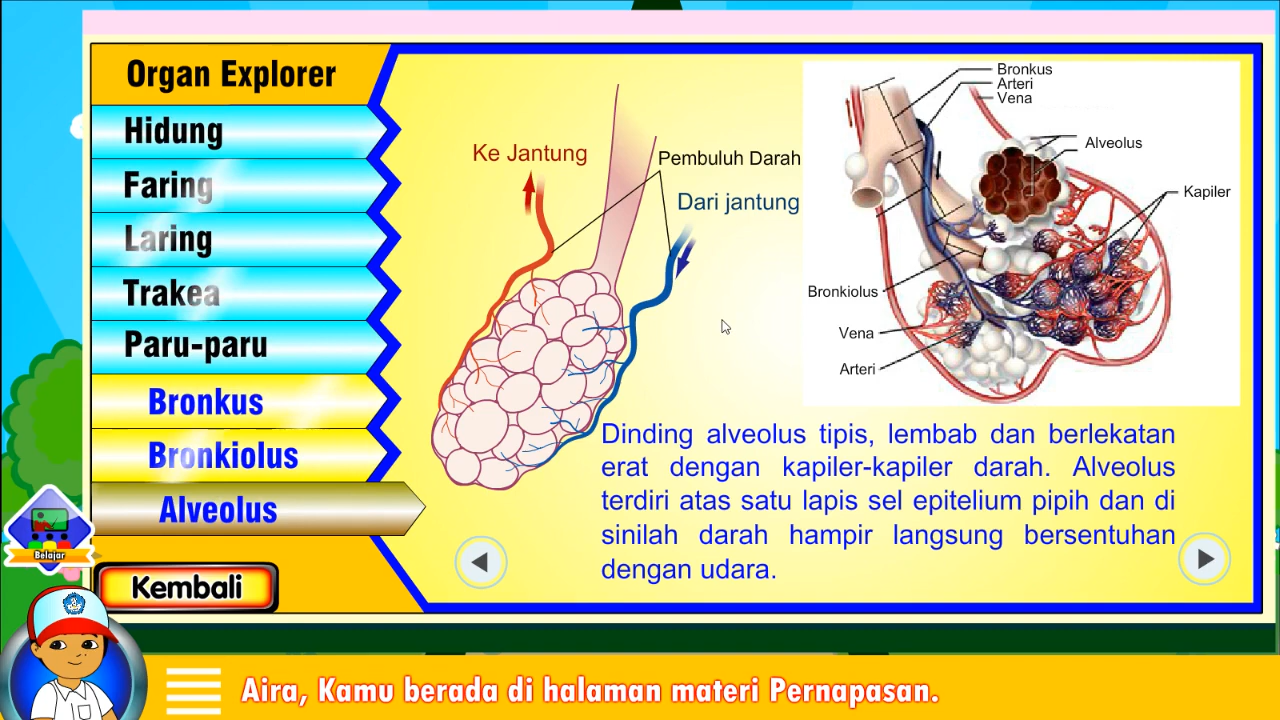 Organ Explorer
Hidung
Faring
Laring
Trakea
Paru-paru
Bronkus
Bronkiolus
Alveolus
Kembali
Belajar
Ke Jantung
Pembuluh Darah
Dari jantung
Bronkus
Arteri
Vena
Alveolus
Kapiler
Bronkiolus
Vena
Arteri
Dinding alveolus tipis, lembab dan berlekatan
erat dengan kapiler-kapiler darah. Alveolus
terdiri atas satu lapis sel epitelium pipih dan di
sinilah darah hampir langsung bersentuhan
dengan udara.
Aira, Kamu berada di halaman materi Pernapasan.